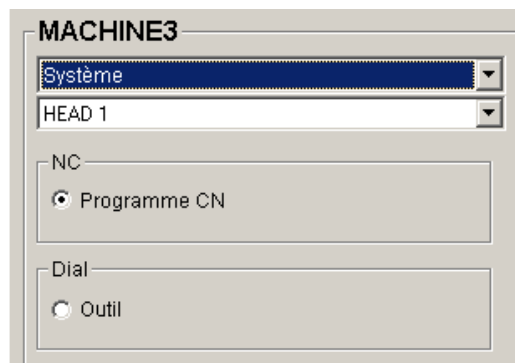 MACHINE3
Système
HEAD 1
NC
Programme CN
Dial
Outil